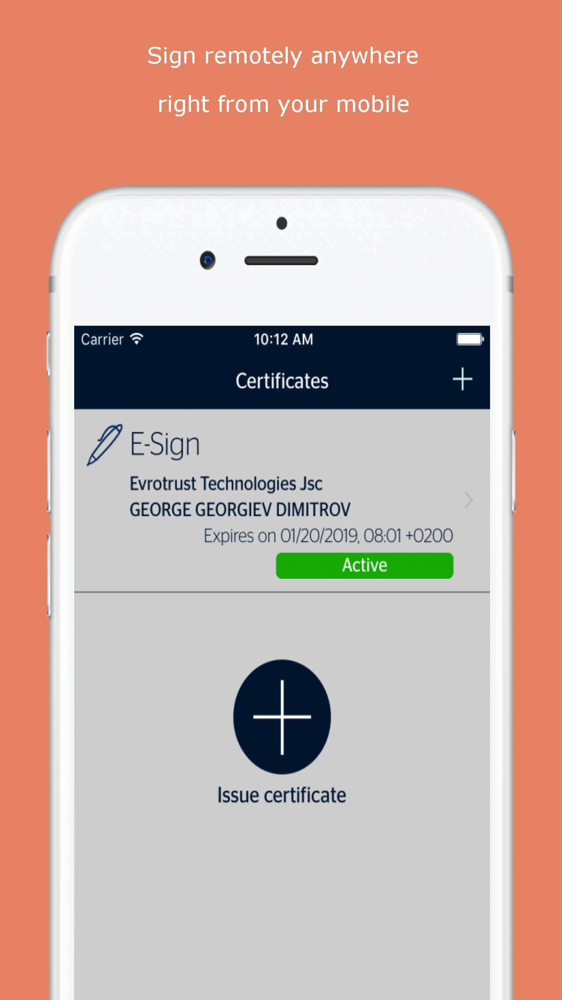 Sign remotely anywhere
right from your mobile
Carrier 10:12 AM
Certificates
E-Sign
Evrotrust Technologies Jsc
GEORGE GEORGIEV DIMITROV
Expires on 01/20/2019, 08:01 +0200
Active
Issue certificate